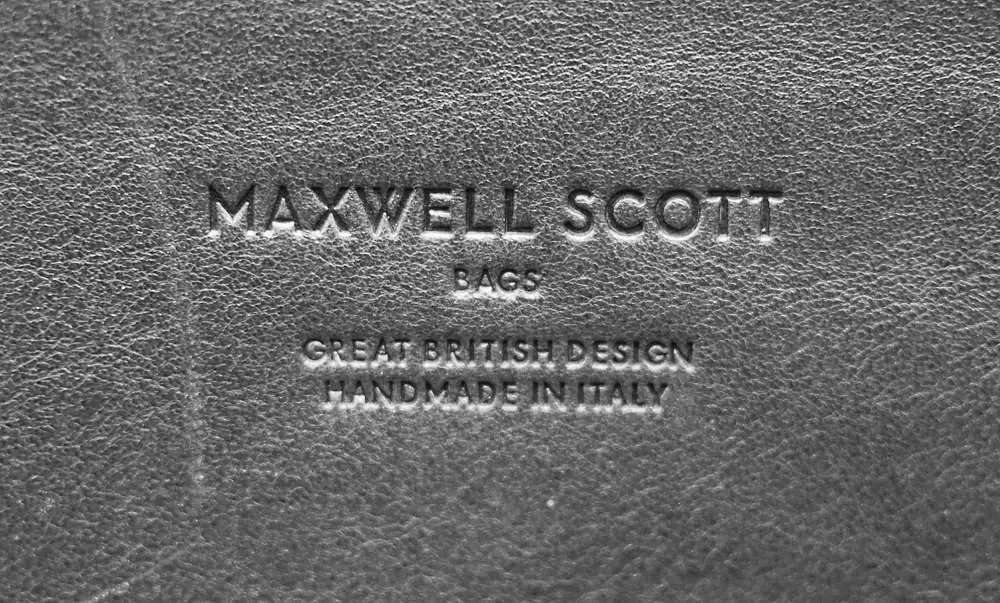 MAXWELL SCOTT
BAGS
GREAT BRITISH DESIGN
HANDMADE IN ITALY